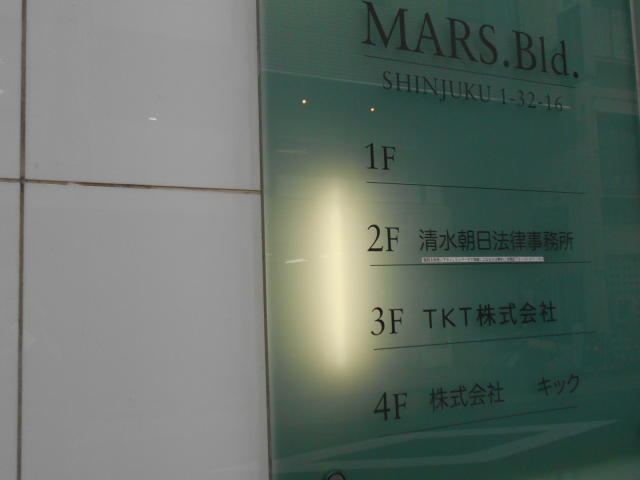 MARS.Bld.
SHINJUKU 1-32-16
1F
2F 清水朝日法律事務所
3F TKT株式会社
4F 株式会社 キック